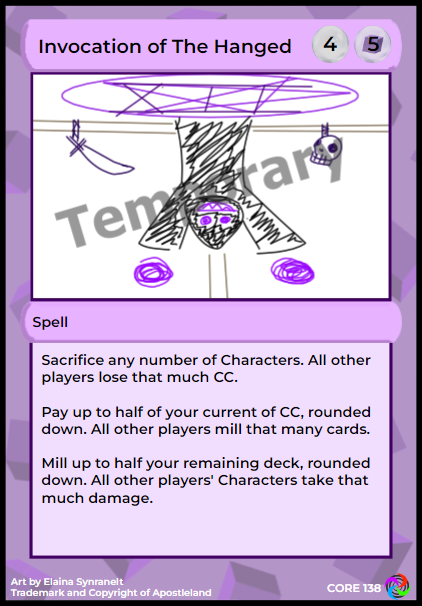 Invocation of The Hanged 4 5
Temporary
Spell
Sacrifice any number of Characters. All other
players lose that much CC.
Pay up to half of your current of CC, rounded
down. All other players mill that many cards.
Mill up to half your remaining deck, rounded
down. All other players' Characters take that
much damage.
Art by Elaina Synranelt
Trademark and Copyright of Apostleland
CORE 138